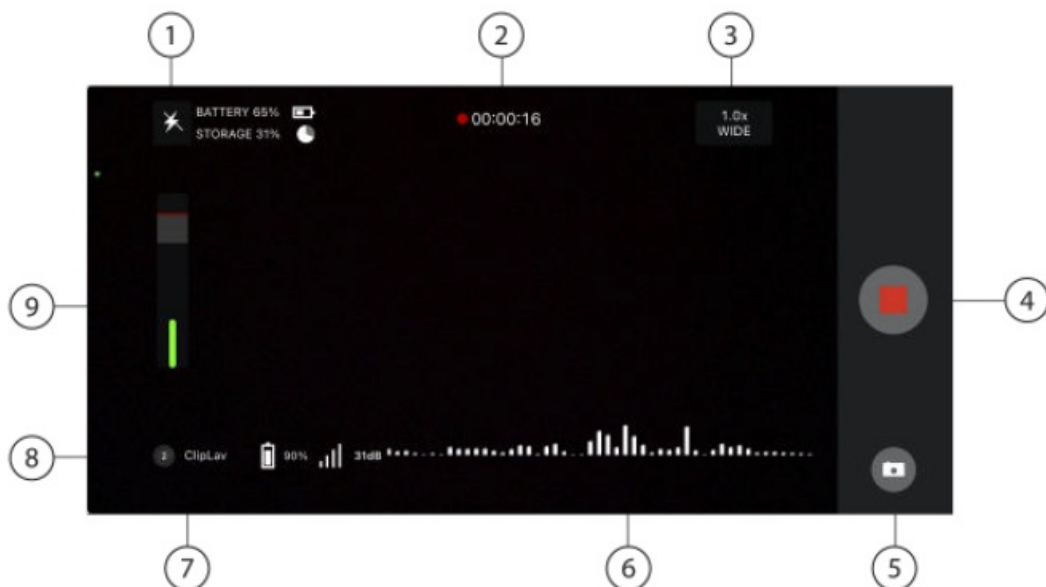 1
2
3
BATTERY 65%
STORAGE 31%
00:00:16
1.0x
WIDE
9
4
8
2 ClipLav 90% 31dB
7
6
5